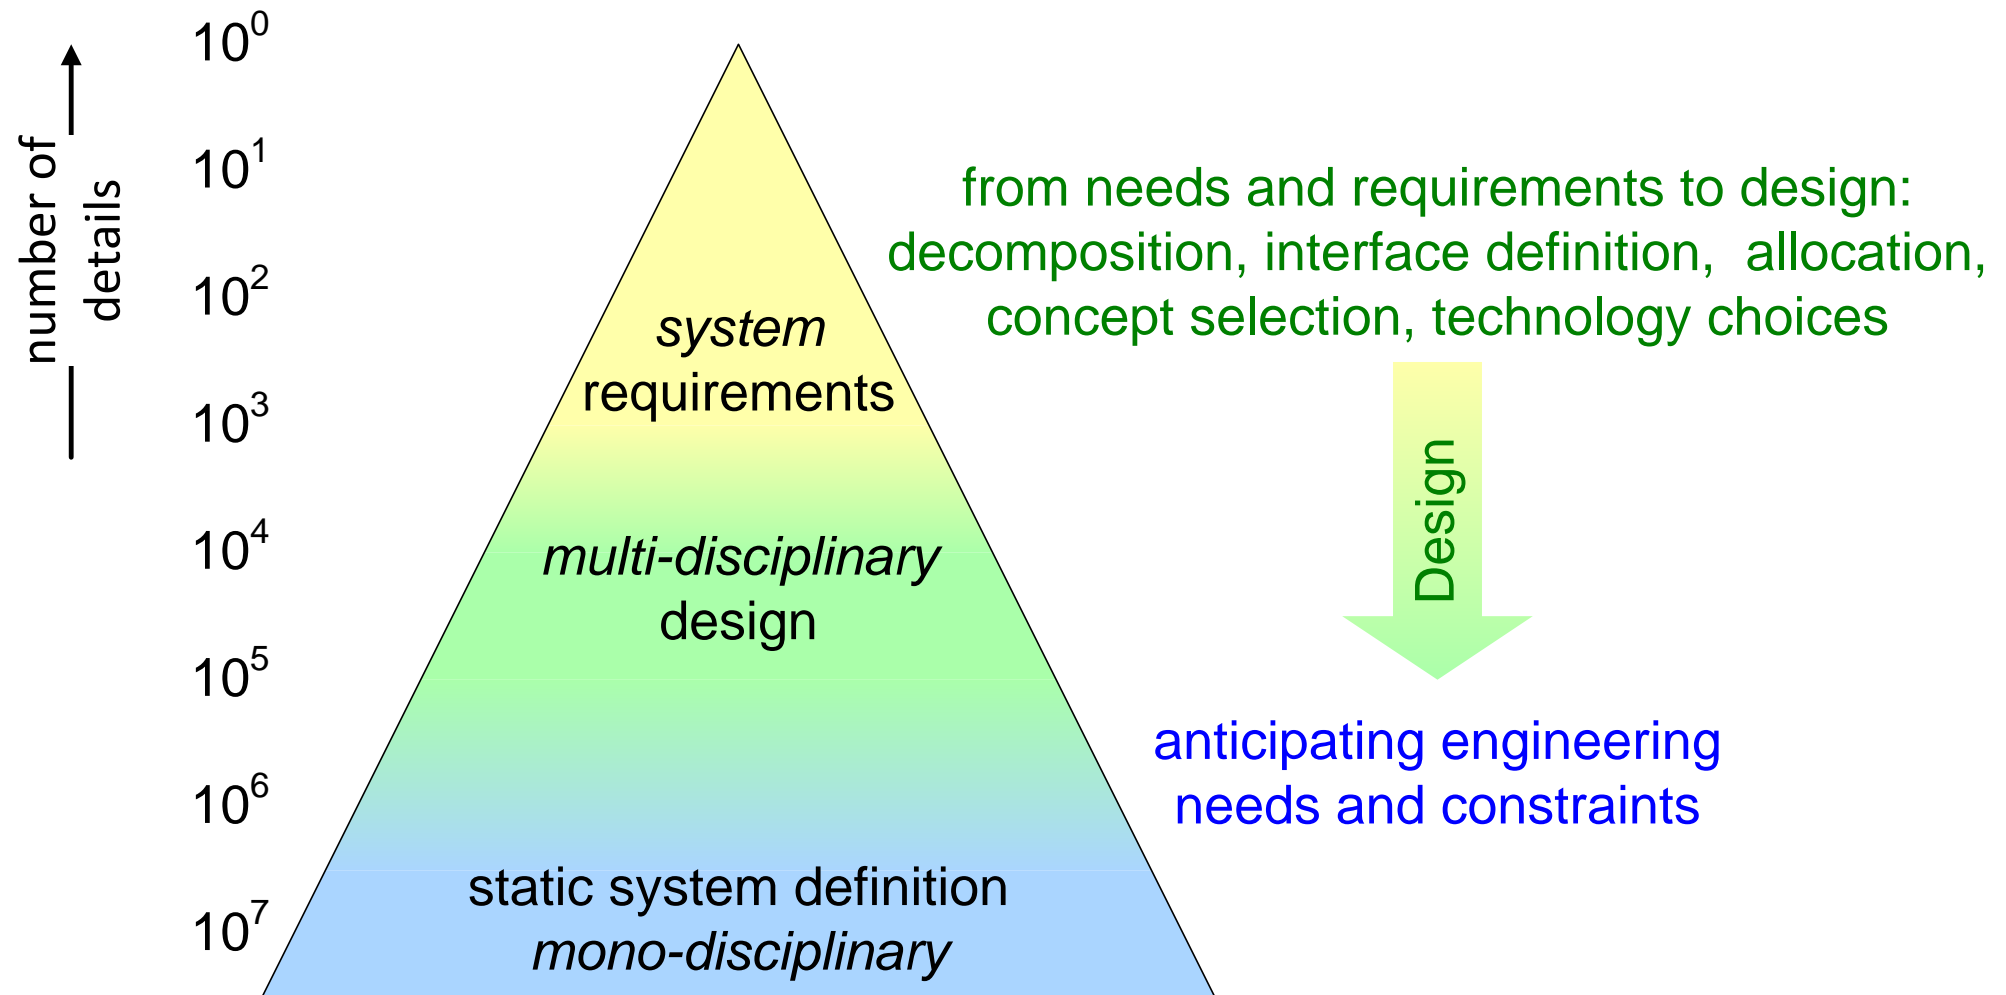 number of
details
10^0
10^1
10^2
10^3
10^4
10^5
10^6
10^7
system
requirements
multi-disciplinary
design
static system definition
mono-disciplinary
from needs and requirements to design:
decomposition, interface definition,  allocation,
concept selection, technology choices
Design
anticipating engineering
needs and constraints